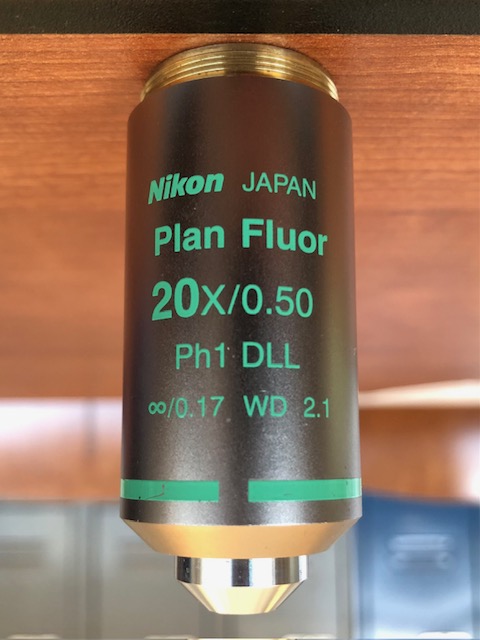 Nikon JAPAN
Plan Fluor
20X/0.50
Ph1 DLL
∞/0.17 WD 2.1